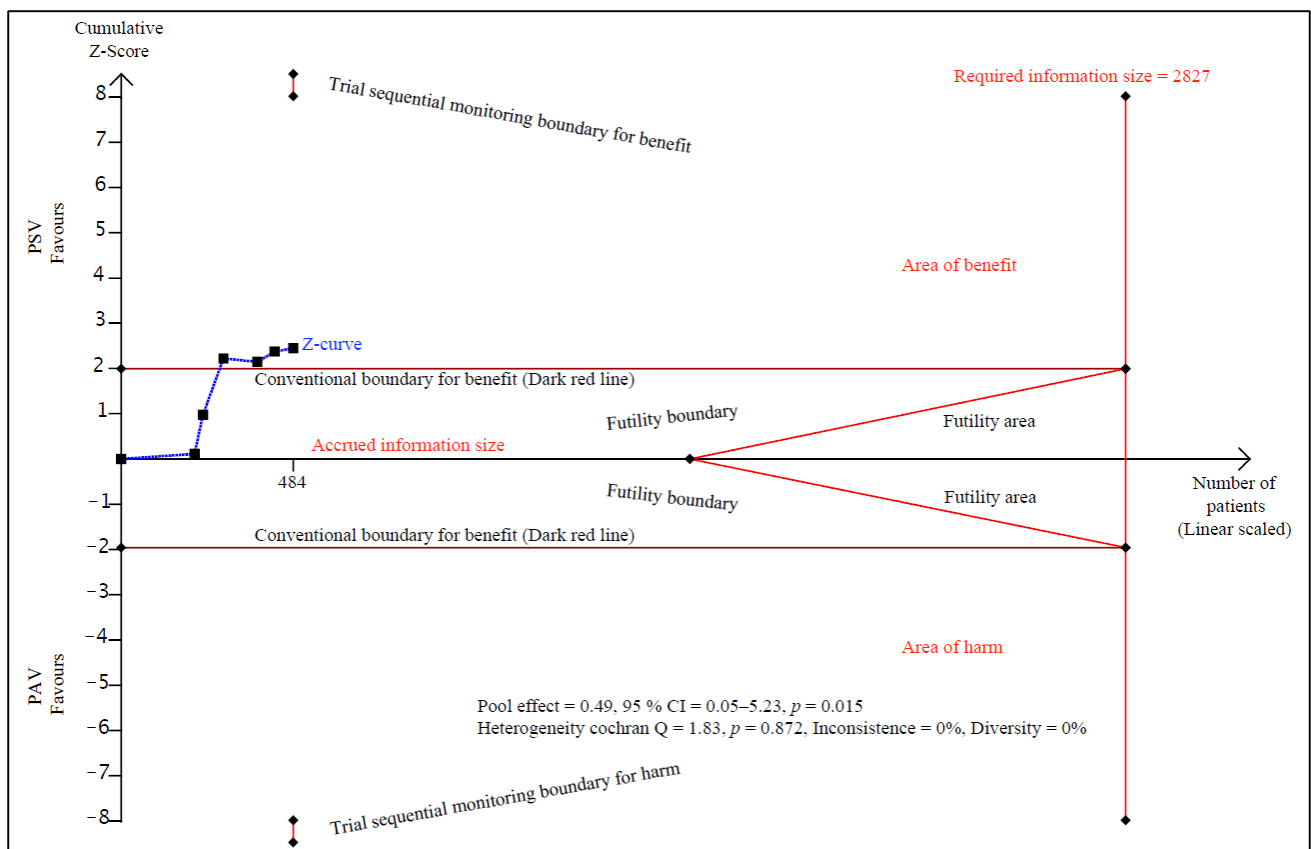 Cumulative
Z-Score
Trial sequential monitoring boundary for benefit
Required information size = 2827
8
7
6
5
4
3
2
1
-1
-2
-3
-4
-5
-6
-7
-8
PSV
Favours
Area of benefit
Z-curve
Conventional boundary for benefit (Dark red line)
Futility boundary
Futility area
Accrued information size
484
Number of
patients
(Linear scaled)
Futility boundary
Futility area
Conventional boundary for benefit (Dark red line)
PAV
Favours
Area of harm
Pool effect = 0.49, 95 % CI = 0.05–5.23, p = 0.015
Heterogeneity cochran Q = 1.83, p = 0.872, Inconsistence = 0%, Diversity = 0%
Trial sequential monitoring boundary for harm